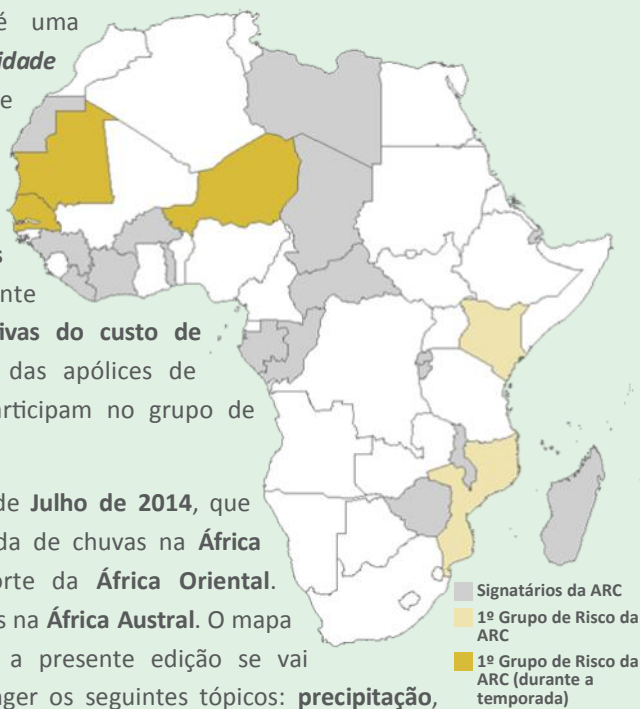 é uma
idade
e
s
nte
ivas do custo de
das apólices de
articipam no grupo de
de Julho de 2014, que
da de chuvas na África
orte da África Oriental.
s na África Austral. O mapa
a presente edição se vai
nger os seguintes tópicos: precipitação,
Signatários da ARC
1º Grupo de Risco da
ARC
1º Grupo de Risco da
ARC (durante a
temporada)